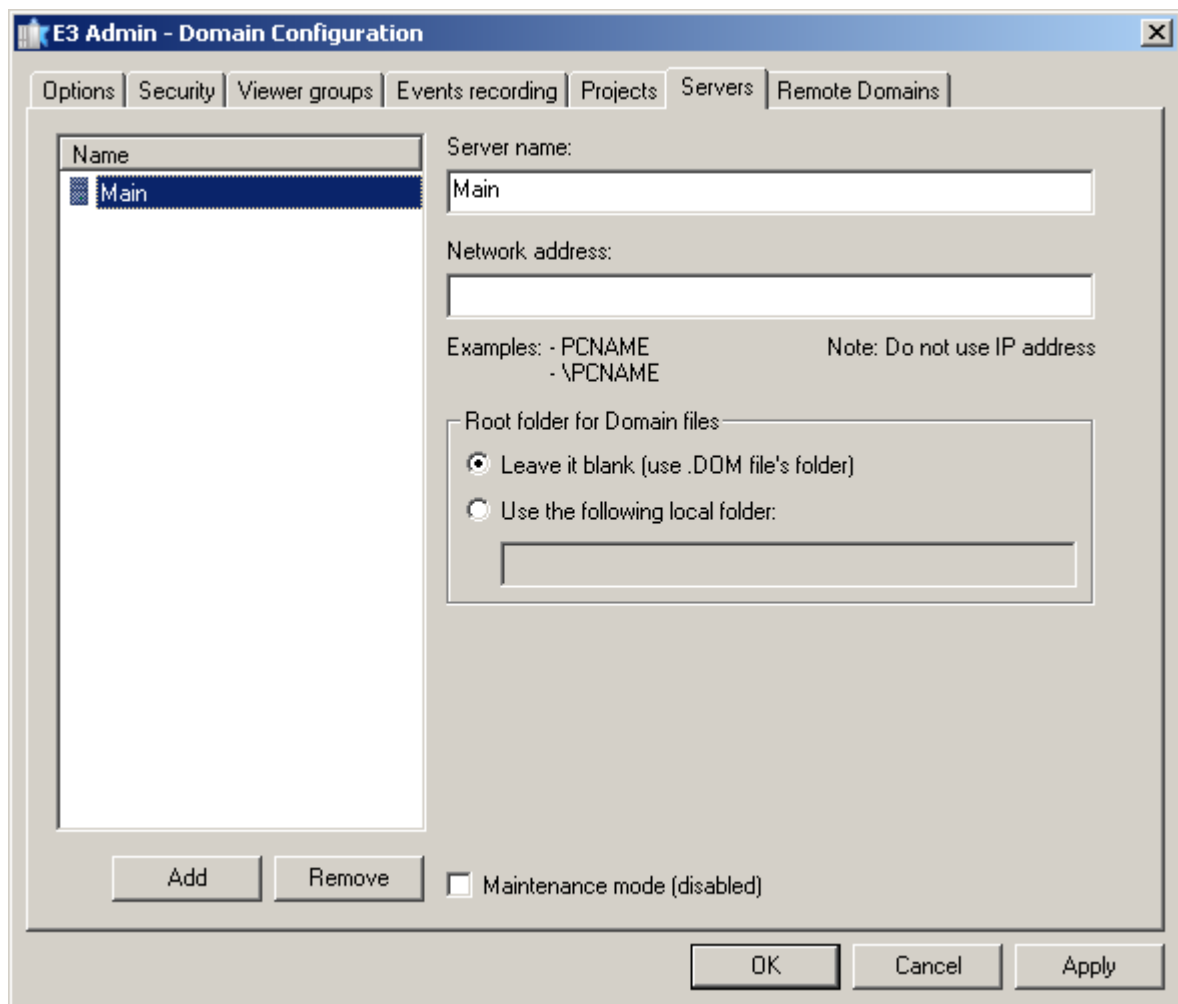 E3 Admin - Domain Configuration
Options Security Viewer groups Events recording Projects Servers Remote Domains
Name
Main
Server name:
Main
Network address:
Examples: - PCNAME Note: Do not use IP address
- \PCNAME
Root folder for Domain files
Leave it blank (use .DOM file's folder)
Use the following local folder:
Add Remove Maintenance mode (disabled)
OK Cancel Apply